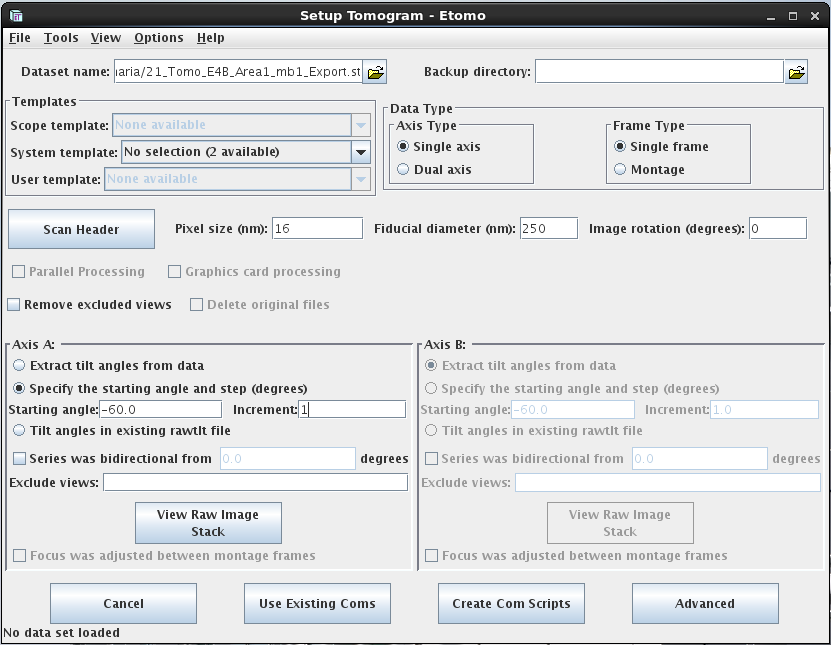 Setup Tomogram - Etomo
File Tools View Options Help
Dataset name: ıaria/21_Tomo_E4B_Area1_mb1_Export.st Backup directory:
Templates
Scope template: None available
System template: No selection (2 available)
User template: None available
Data Type
Axis Type
Single axis
Dual axis
Frame Type
Single frame
Montage
Scan Header Pixel size (nm): 16 Fiducial diameter (nm): 250 Image rotation (degrees): 0
Parallel Processing Graphics card processing
Remove excluded views Delete original files
Axis A:
Extract tilt angles from data
Specify the starting angle and step (degrees)
Starting angle: -60.0 Increment: 1
Tilt angles in existing rawtlt file
Series was bidirectional from 0.0 degrees
Exclude views:
View Raw Image
Stack
Focus was adjusted between montage frames
Axis B:
Extract tilt angles from data
Specify the starting angle and step (degrees)
Starting angle: -60.0 Increment: 1.0
Tilt angles in existing rawtlt file
Series was bidirectional from 0.0 degrees
Exclude views:
View Raw Image
Stack
Focus was adjusted between montage frames
Cancel Use Existing Coms Create Com Scripts Advanced
No data set loaded